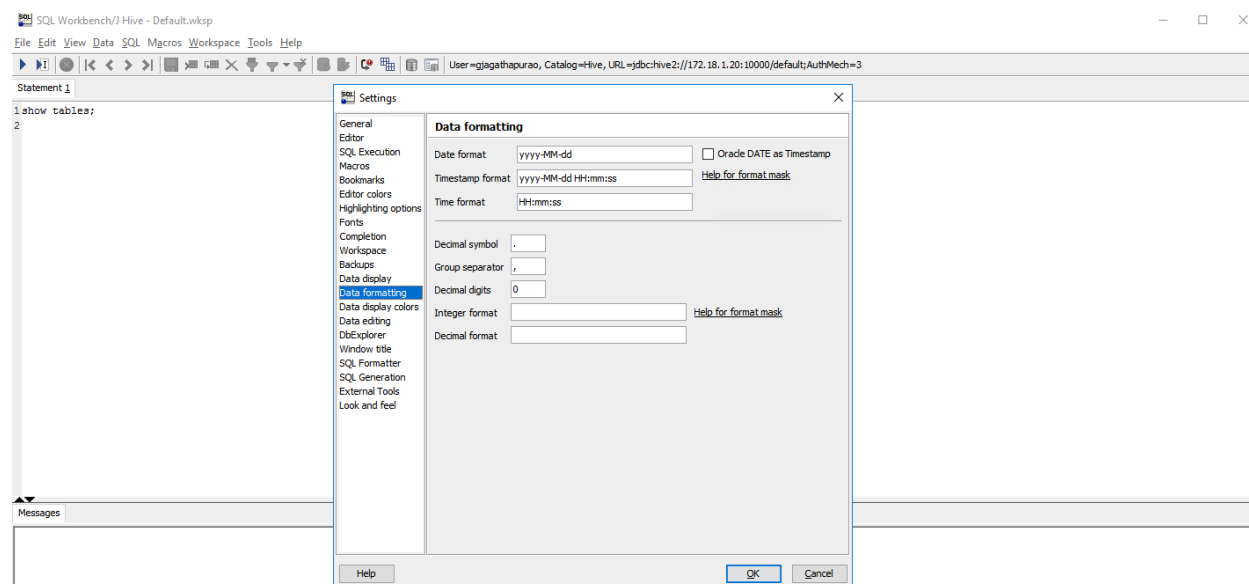 SQL Workbench/J Hive - Default.wksp
File Edit View Data SQL Macros Workspace Tools Help
User=gjagathapurao, Catalog=Hive, URL=jdbc:hive2://172.18.1.20:10000/default;AuthMech=3
Statement 1
1 show tables;
2
Settings
General
Editor
SQL Execution
Macros
Bookmarks
Editor colors
Highlighting options
Fonts
Completion
Workspace
Backups
Data display
Data formatting
Data display colors
Data editing
DbExplorer
Window title
SQL Formatter
SQL Generation
External Tools
Look and feel
Data formatting
Date format yyyy-MM-dd Oracle DATE as Timestamp
Timestamp format yyyy-MM-dd HH:mm:ss Help for format mask
Time format HH:mm:ss
Decimal symbol .
Group separator ,
Decimal digits 0
Integer format Help for format mask
Decimal format
Messages
Help OK Cancel